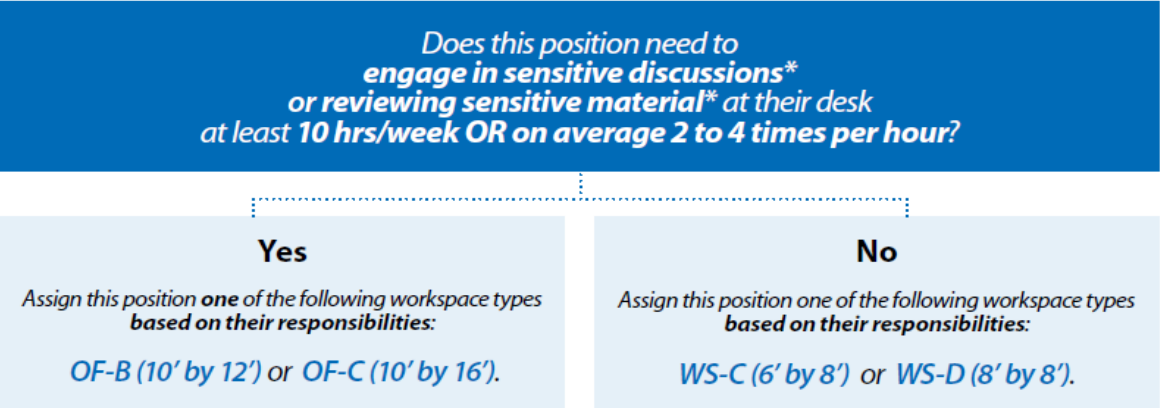 Does this position need to
engage in sensitive discussions*
or reviewing sensitive material* at their desk
at least 10 hrs/week OR on average 2 to 4 times per hour?
Yes
Assign this position one of the following workspace types
based on their responsibilities:
OF-B (10’ by 12’) or OF-C (10’ by 16’).
No
Assign this position one of the following workspace types
based on their responsibilities:
WS-C (6’ by 8’) or WS-D (8’ by 8’).